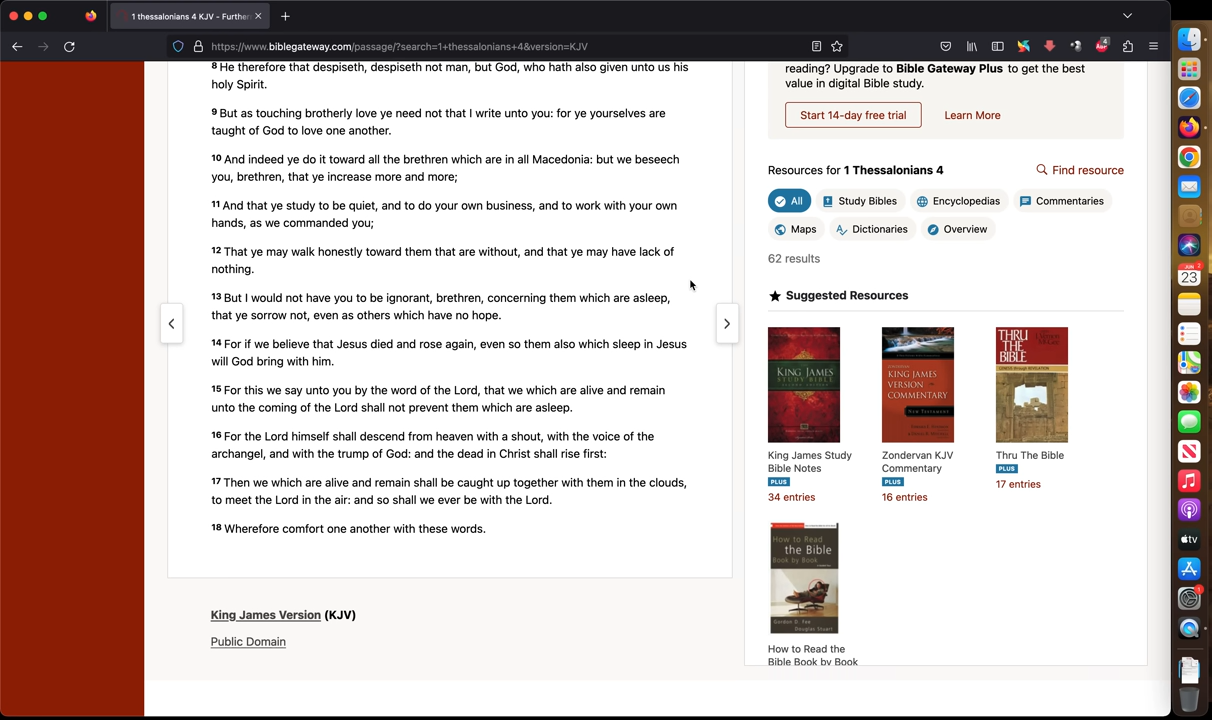 1 thessalonians 4 KJV - Further
https://www.biblegateway.com/passage/?search=1+thessalonians+4&version=KJV
4
8 He therefore that despiseth, despiseth not man, but God, who hath also given unto us his
holy Spirit.
9 But as touching brotherly love ye need not that I write unto you: for ye yourselves are
taught of God to love one another.
10 And indeed ye do it toward all the brethren which are in all Macedonia: but we beseech
you, brethren, that ye increase more and more;
11 And that ye study to be quiet, and to do your own business, and to work with your own
hands, as we commanded you;
12 That ye may walk honestly toward them that are without, and that ye may have lack of
nothing.
13 But I would not have you to be ignorant, brethren, concerning them which are asleep,
that ye sorrow not, even as others which have no hope.
14 For if we believe that Jesus died and rose again, even so them also which sleep in Jesus
will God bring with him.
15 For this we say unto you by the word of the Lord, that we which are alive and remain
unto the coming of the Lord shall not prevent them which are asleep.
16 For the Lord himself shall descend from heaven with a shout, with the voice of the
archangel, and with the trump of God: and the dead in Christ shall rise first:
17 Then we which are alive and remain shall be caught up together with them in the clouds,
to meet the Lord in the air: and so shall we ever be with the Lord.
18 Wherefore comfort one another with these words.
King James Version (KJV)
Public Domain
reading? Upgrade to Bible Gateway Plus to get the best
value in digital Bible study.
Start 14-day free trial Learn More
Resources for 1 Thessalonians 4 Find resource
All Study Bibles Encyclopedias Commentaries
Maps Dictionaries Overview
62 results
Suggested Resources
KING JAMES
STUDY BIBLE
KING JAMES
VERSION
COMMENTARY
New Testament
THRU
THE
BIBLE
King James Study
Bible Notes
PLUS
34 entries
Zondervan KJV
Commentary
PLUS
16 entries
Thru The Bible
PLUS
17 entries
How to Read
the Bible
Book by Book
Gordon D. Fee
Douglas Stuart
How to Read the
Bible Book by Book
JUN
23
tv
1